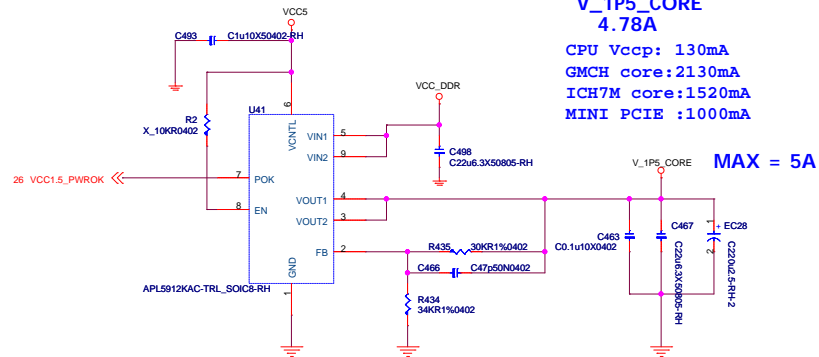 V_1P5_CORE
4.78A
CPU Vccp: 130mA
GMCH core:2130mA
ICH7M core:1520mA
MINI PCIE :1000mA
MAX = 5A
VCC5
C493
C1u10X50402-RH
R2
X_10KR0402
U41
6
VCNTL
VCC_DDR
VIN1
5
VIN2
9
C498
C22u6.3X50805-RH
26 VCC1.5_PWROK
7
POK
8
EN
VOUT1
4
VOUT2
3
FB
2
GND
1
APL5912KAC-TRL_SOIC8-RH
R435
30KR1%0402
C466
C47p50N0402
R434
34KR1%0402
V_1P5_CORE
C463
C0.1u10X0402
C467
C22u6.3X50805-RH
1
+ EC28
2
C220u2.5-RH-2